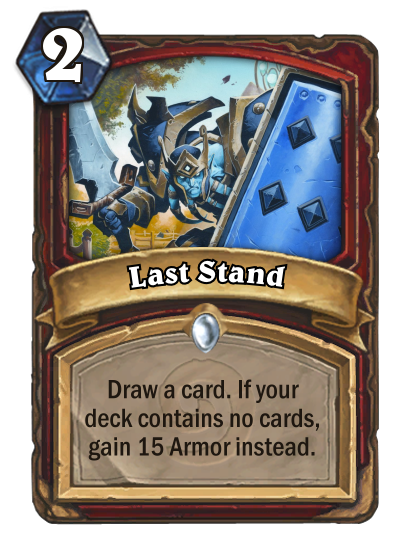 2
Last Stand
Draw a card. If your
deck contains no cards,
gain 15 Armor instead.